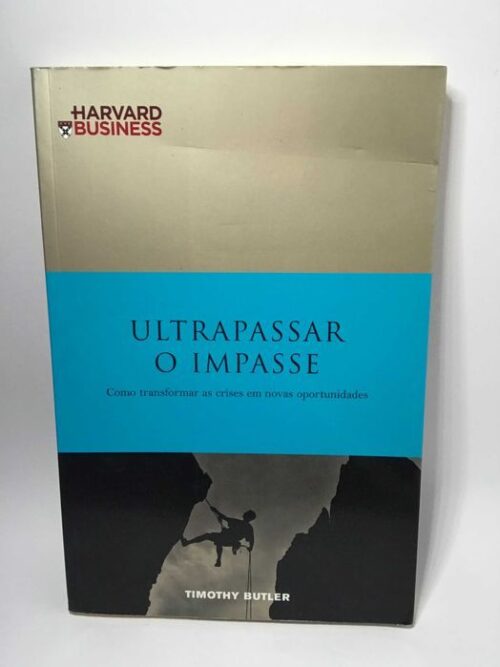 HARVARD
BUSINESS
ULTRAPASSAR
O IMPASSE
Como transformar as crises em novas oportunidades
TIMOTHY BUTLER